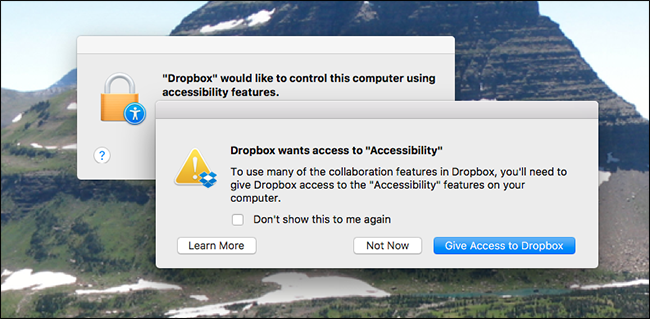 "Dropbox" would like to control this computer using
accessibility features.
?
Dropbox wants access to "Accessibility"
To use many of the collaboration features in Dropbox, you'll need to
give Dropbox access to the "Accessibility" features on your
computer.
Don't show this to me again
Learn More
Not Now
Give Access to Dropbox